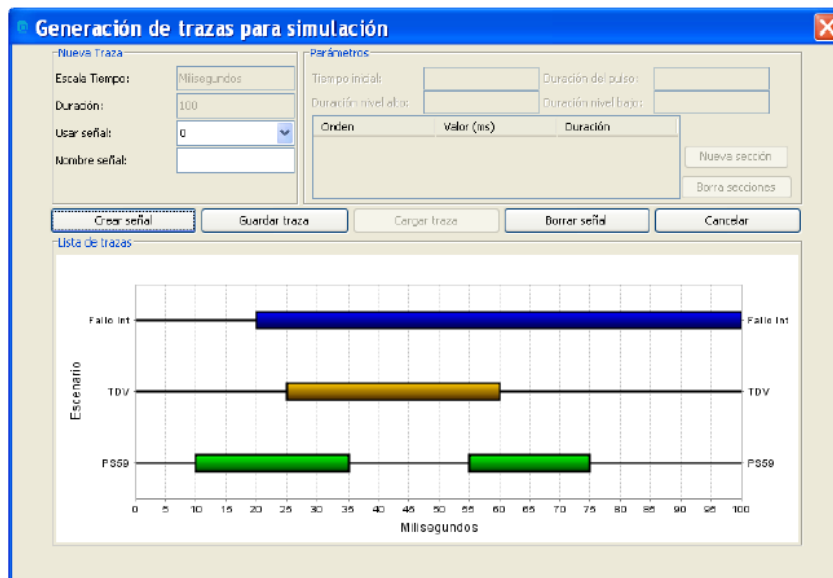 Generación de trazas para simulación
Nueva Traza
Escala Tiempo: Milisegundos
Duración: 100
Usar señal: 0
Nombre señal:
Parámetros
Tiempo inicial: Duración del pulso:
Duración nivel alto: Duración nivel bajo:
Orden Valor (ms) Duración
Nueva sección
Borra secciones
Crear señal Guardar traza Cargar traza Borrar señal Cancelar
Lista de trazas
Escenario
Fallo Int Fallo Int
TDV TDV
PS59 PS59
0 5 10 15 20 25 30 35 40 45 50 55 60 65 70 75 80 85 90 95 100
Milisegundos